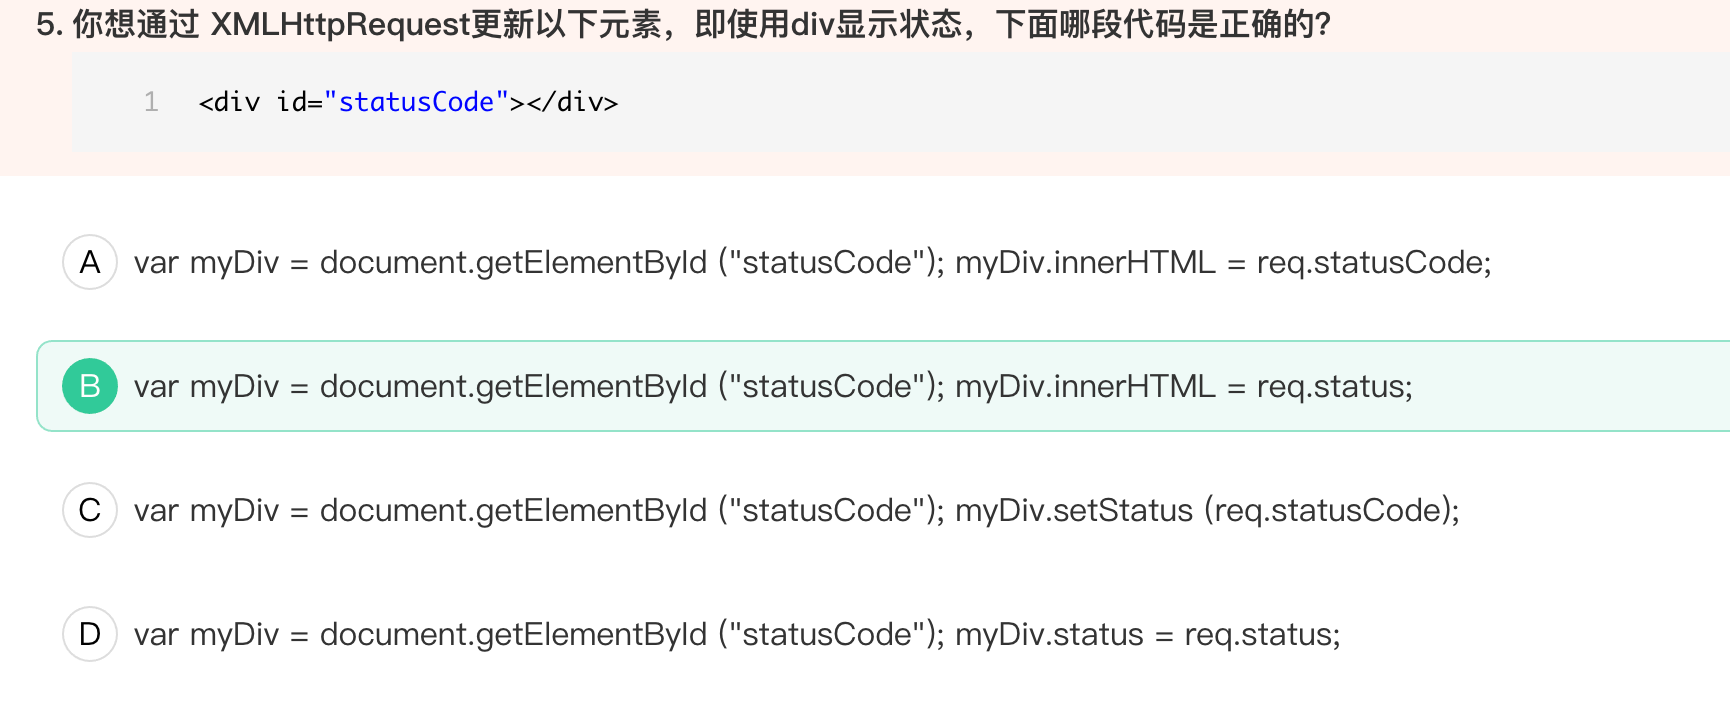 5. 你想通过 XMLHttpRequest更新以下元素，即使用div显示状态，下面哪段代码是正确的?
1 <div id="statusCode"></div>
A var myDiv = document.getElementById ("statusCode"); myDiv.innerHTML = req.statusCode;
B var myDiv = document.getElementById ("statusCode"); myDiv.innerHTML = req.status;
C var myDiv = document.getElementById ("statusCode"); myDiv.setStatus (req.statusCode);
D var myDiv = document.getElementById ("statusCode"); myDiv.status = req.status;